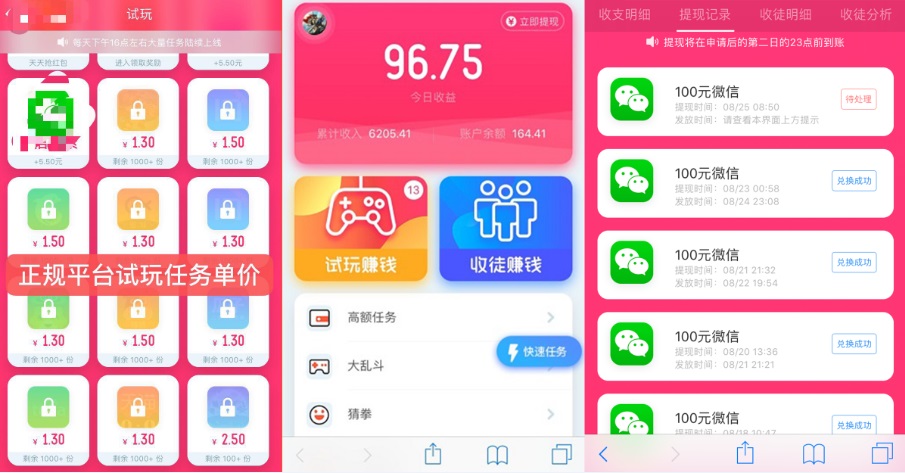 试玩
每天下午16点左右大量任务陆续上线
天天抢红包
进入领取奖励
+5.50元
+5.50元
¥ 1.30
剩余 1000+ 份
¥ 1.50
剩余 1000+ 份
¥ 1.50
¥ 1.30
¥ 1.30
正规平台试玩任务单价
¥ 1.30
剩余 1000+ 份
¥ 1.50
剩余 1000+ 份
¥ 1.30
剩余 1000+ 份
¥ 1.30
剩余 1000+ 份
¥ 1.30
剩余 1000+ 份
¥ 2.50
剩余 100+ 份
立即提现
96.75
今日收益
累计收入 6205.41
账户余额 164.41
13
试玩赚钱
收徒赚钱
高额任务
快速任务
大乱斗
猜拳
收支明细
提现记录
收徒明细
收徒分析
提现将在申请后的第二日的23点前到账
100元微信
提现时间：08/25 08:50
发放时间：请查看本界面上方提示
待处理
100元微信
提现时间：08/23 00:58
发放时间：08/24 23:08
兑换成功
100元微信
提现时间：08/21 21:32
发放时间：08/22 19:54
兑换成功
100元微信
提现时间：08/20 13:36
发放时间：08/21 21:21
兑换成功
100元微信
提现时间：08/18 10:47
兑换成功